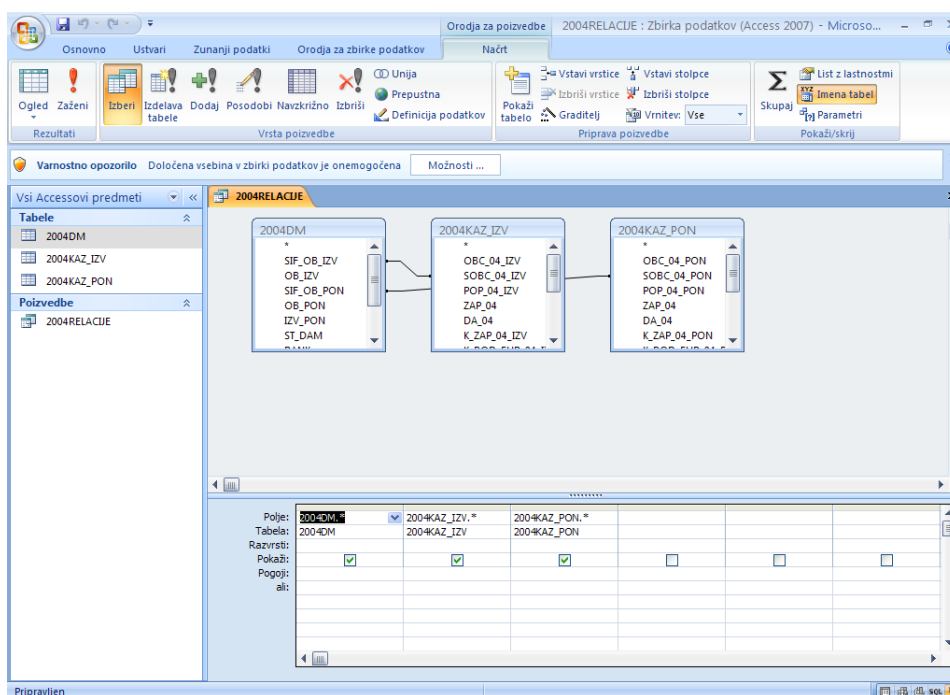 Orodja za poizvedbe
2004RELACIJE : Zbirka podatkov (Access 2007) - Microso...
Osnovno
Ustvari
Zunanji podatki
Orodja za zbirke podatkov
Načrt
Ogled
Zaženi
Izberi
Izdelava tabele
Dodaj
Posodobi
Navzkrižno
Izbriši
Unija
Prepustna
Definicija podatkov
Pokaži tabelo
Vstavi vrstice
Izbriši vrstice
Graditelj
Vstavi stolpce
Izbriši stolpce
Vrnitev: Vse
Skupaj
List z lastnostmi
XYZ Imena tabel
Parametri
Rezultati
Vrsta poizvedbe
Priprava poizvedbe
Pokaži/skrij
Varnostno opozorilo Določena vsebina v zbirki podatkov je onemogočena
Možnosti ...
Vsi Accessovi predmeti
Tabele
2004DM
2004KAZ_IZV
2004KAZ_PON
Poizvedbe
2004RELACIJE
2004RELACIJE
2004DM
*
SIF_OB_IZV
OB_IZV
SIF_OB_PON
OB_PON
IZV_PON
ST_DAM
2004KAZ_IZV
*
OBC_04_IZV
SOBC_04_IZV
POP_04_IZV
ZAP_04
DA_04
K_ZAP_04_IZV
2004KAZ_PON
*
OBC_04_PON
SOBC_04_PON
POP_04_PON
ZAP_04
DA_04
K_ZAP_04_PON
Polje: 2004DM.* 2004KAZ_IZV.* 2004KAZ_PON.*
Tabela: 2004DM 2004KAZ_IZV 2004KAZ_PON
Razvrsti:
Pokaži:
Pogoji:
ali:
Pripravljen
SQL